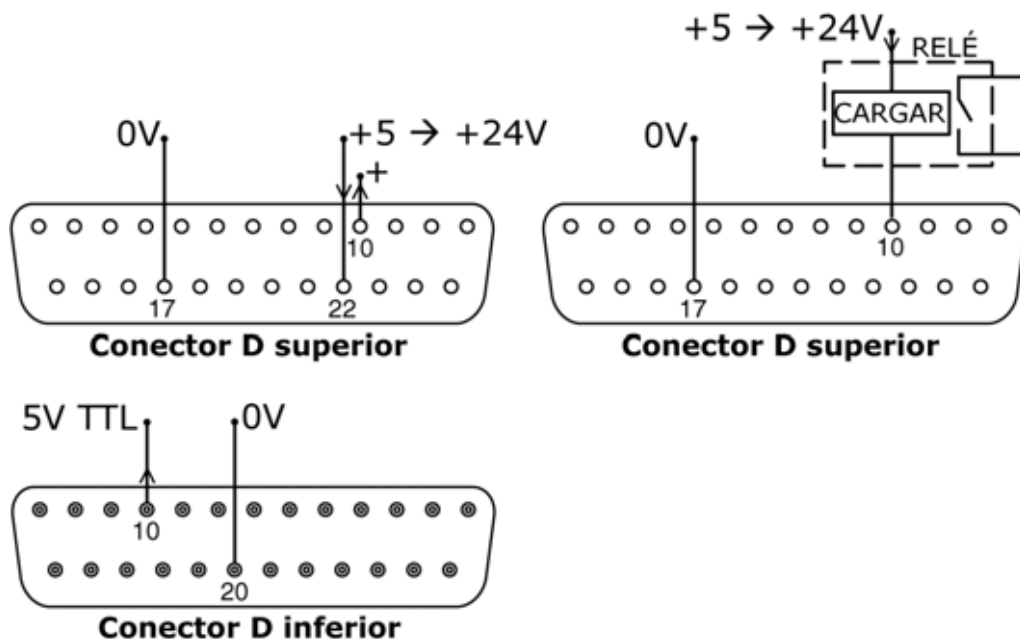 0V
+5 → +24V
+
10
17
22
Conector D superior
+5 → +24V
RELÉ
CARGAR
0V
10
17
Conector D superior
5V TTL
0V
10
20
Conector D inferior